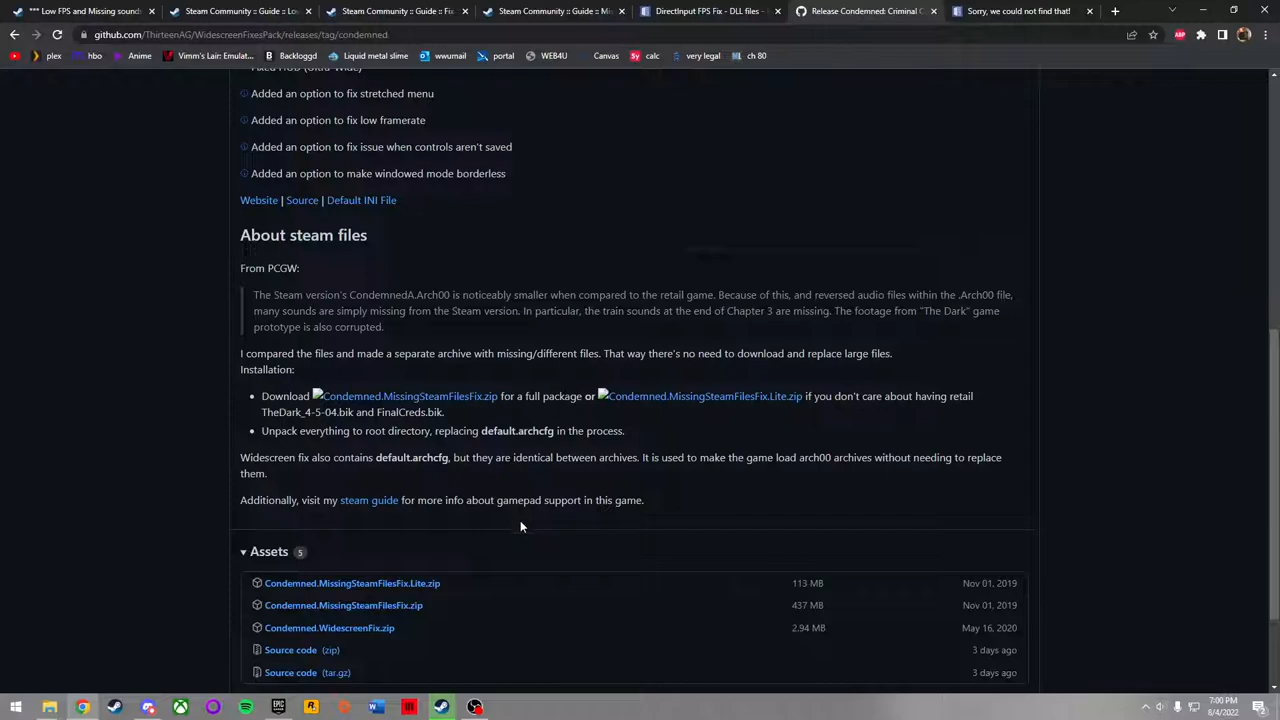 Low FPS and Missing sound
Steam Community :: Guide :: Lo
Steam Community :: Guide :: Fix
Steam Community :: Guide :: Mi
DirectInput FPS Fix - DLL files -
Release Condemned: Criminal O
Sorry, we could not find that!
github.com/ThirteenAG/WidescreenFixesPack/releases/tag/condemned
plex
hbo
Anime
Vimm's Lair: Emulat...
Backloggd
Liquid metal slime
wwumail
portal
WEB4U
Canvas
Sy calc
very legal
ch 80
Added an option to fix stretched menu
Added an option to fix low framerate
Added an option to fix issue when controls aren't saved
Added an option to make windowed mode borderless
Website | Source | Default INI File
About steam files
From PCGW:
The Steam version's CondemnedA.Arch00 is noticeably smaller when compared to the retail game. Because of this, and reversed audio files within the .Arch00 file,
many sounds are simply missing from the Steam version. In particular, the train sounds at the end of Chapter 3 are missing. The footage from "The Dark" game
prototype is also corrupted.
I compared the files and made a separate archive with missing/different files. That way there's no need to download and replace large files.
Installation:
Download Condemned.MissingSteamFilesFix.zip for a full package or Condemned.MissingSteamFilesFix.Lite.zip if you don't care about having retail
TheDark_4-5-04.bik and FinalCreds.bik.
Unpack everything to root directory, replacing default.archcfg in the process.
Widescreen fix also contains default.archcfg, but they are identical between archives. It is used to make the game load arch00 archives without needing to replace
them.
Additionally, visit my steam guide for more info about gamepad support in this game.
Assets 5
Condemned.MissingSteamFilesFix.Lite.zip 113 MB Nov 01, 2019
Condemned.MissingSteamFilesFix.zip 437 MB Nov 01, 2019
Condemned.WidescreenFix.zip 2.94 MB May 16, 2020
Source code (zip) 3 days ago
Source code (tar.gz) 3 days ago
7:00 PM
8/4/2022